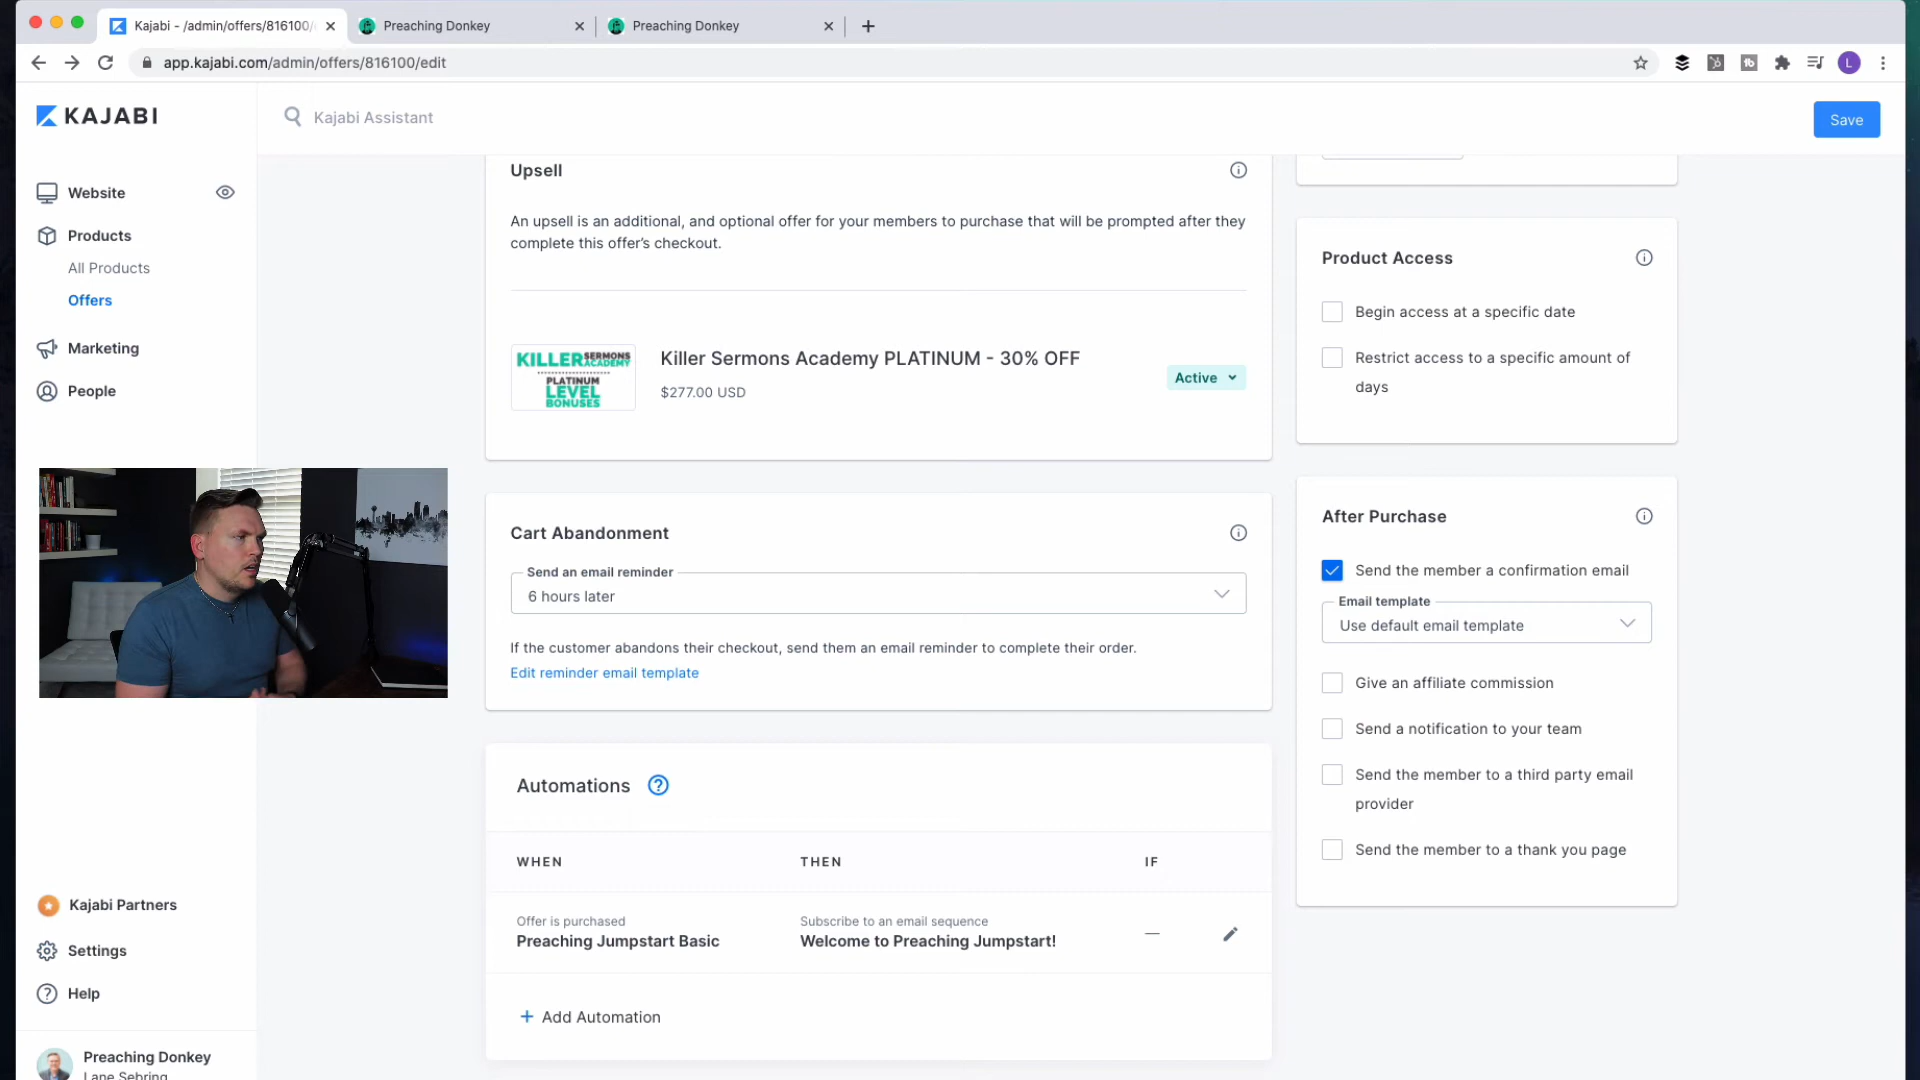 Kajabi - /admin/offers/816100/
Preaching Donkey
Preaching Donkey
app.kajabi.com/admin/offers/816100/edit
L
KAJABI
Kajabi Assistant
Save
Website
Products
All Products
Offers
Marketing
People
Kajabi Partners
Settings
Help
Preaching Donkey
Lane Sebring
Upsell
An upsell is an additional, and optional offer for your members to purchase that will be prompted after they
complete this offer's checkout.
KILLER SERMONS ACADEMY
PLATINUM
LEVEL
BONUSES
Killer Sermons Academy PLATINUM - 30% OFF
$277.00 USD
Active
Cart Abandonment
Send an email reminder
6 hours later
If the customer abandons their checkout, send them an email reminder to complete their order.
Edit reminder email template
Automations
WHEN THEN IF
Offer is purchased
Preaching Jumpstart Basic
Subscribe to an email sequence
Welcome to Preaching Jumpstart!
—
+ Add Automation
Product Access
Begin access at a specific date
Restrict access to a specific amount of
days
After Purchase
Send the member a confirmation email
Email template
Use default email template
Give an affiliate commission
Send a notification to your team
Send the member to a third party email
provider
Send the member to a thank you page